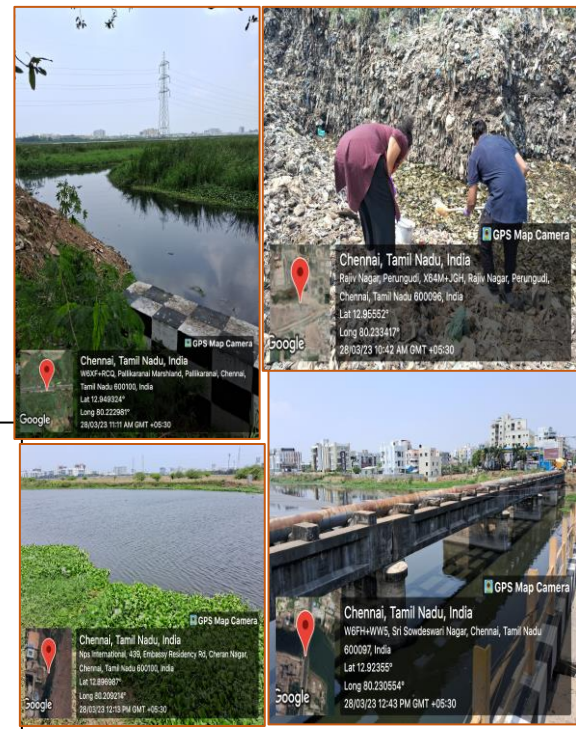 GPS Map Camera
Chennai, Tamil Nadu, India
W6XF+RCQ, Pallikaranai Marshland, Pallikaranai, Chennai,
Tamil Nadu 600100, India
Lat 12.949324°
Long 80.222981°
28/03/23 11:11 AM GMT +05:30
Google
GPS Map Camera
Chennai, Tamil Nadu, India
Rajiv Nagar, Perungudi, X64M+JGH, Rajiv Nagar, Perungudi,
Chennai, Tamil Nadu 600096, India
Lat 12.95552°
Long 80.233417°
28/03/23 10:42 AM GMT +05:30
Google
GPS Map Camera
Chennai, Tamil Nadu, India
Nps International, 439, Embassy Residency Rd, Cheran Nagar,
Chennai, Tamil Nadu 600100, India
Lat 12.896987°
Long 80.209214°
28/03/23 12:13 PM GMT +05:30
Google
GPS Map Camera
Chennai, Tamil Nadu, India
W6FH+WW5, Sri Sowdeswari Nagar, Chennai, Tamil Nadu
600097, India
Lat 12.92355°
Long 80.230554°
28/03/23 12:43 PM GMT +05:30
Google